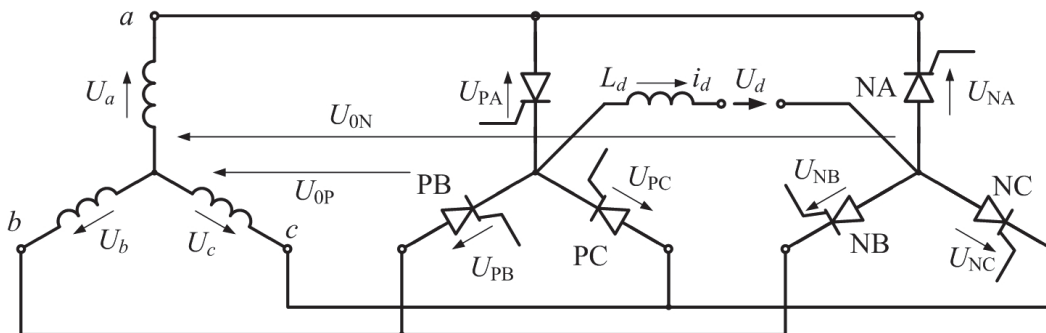 a
U_a
U_0N
U_0P
b
U_b
U_c
c
U_PA
L_d
i_d
U_d
NA
U_NA
PB
U_PC
U_PB
PC
U_NB
NC
NB
U_NC